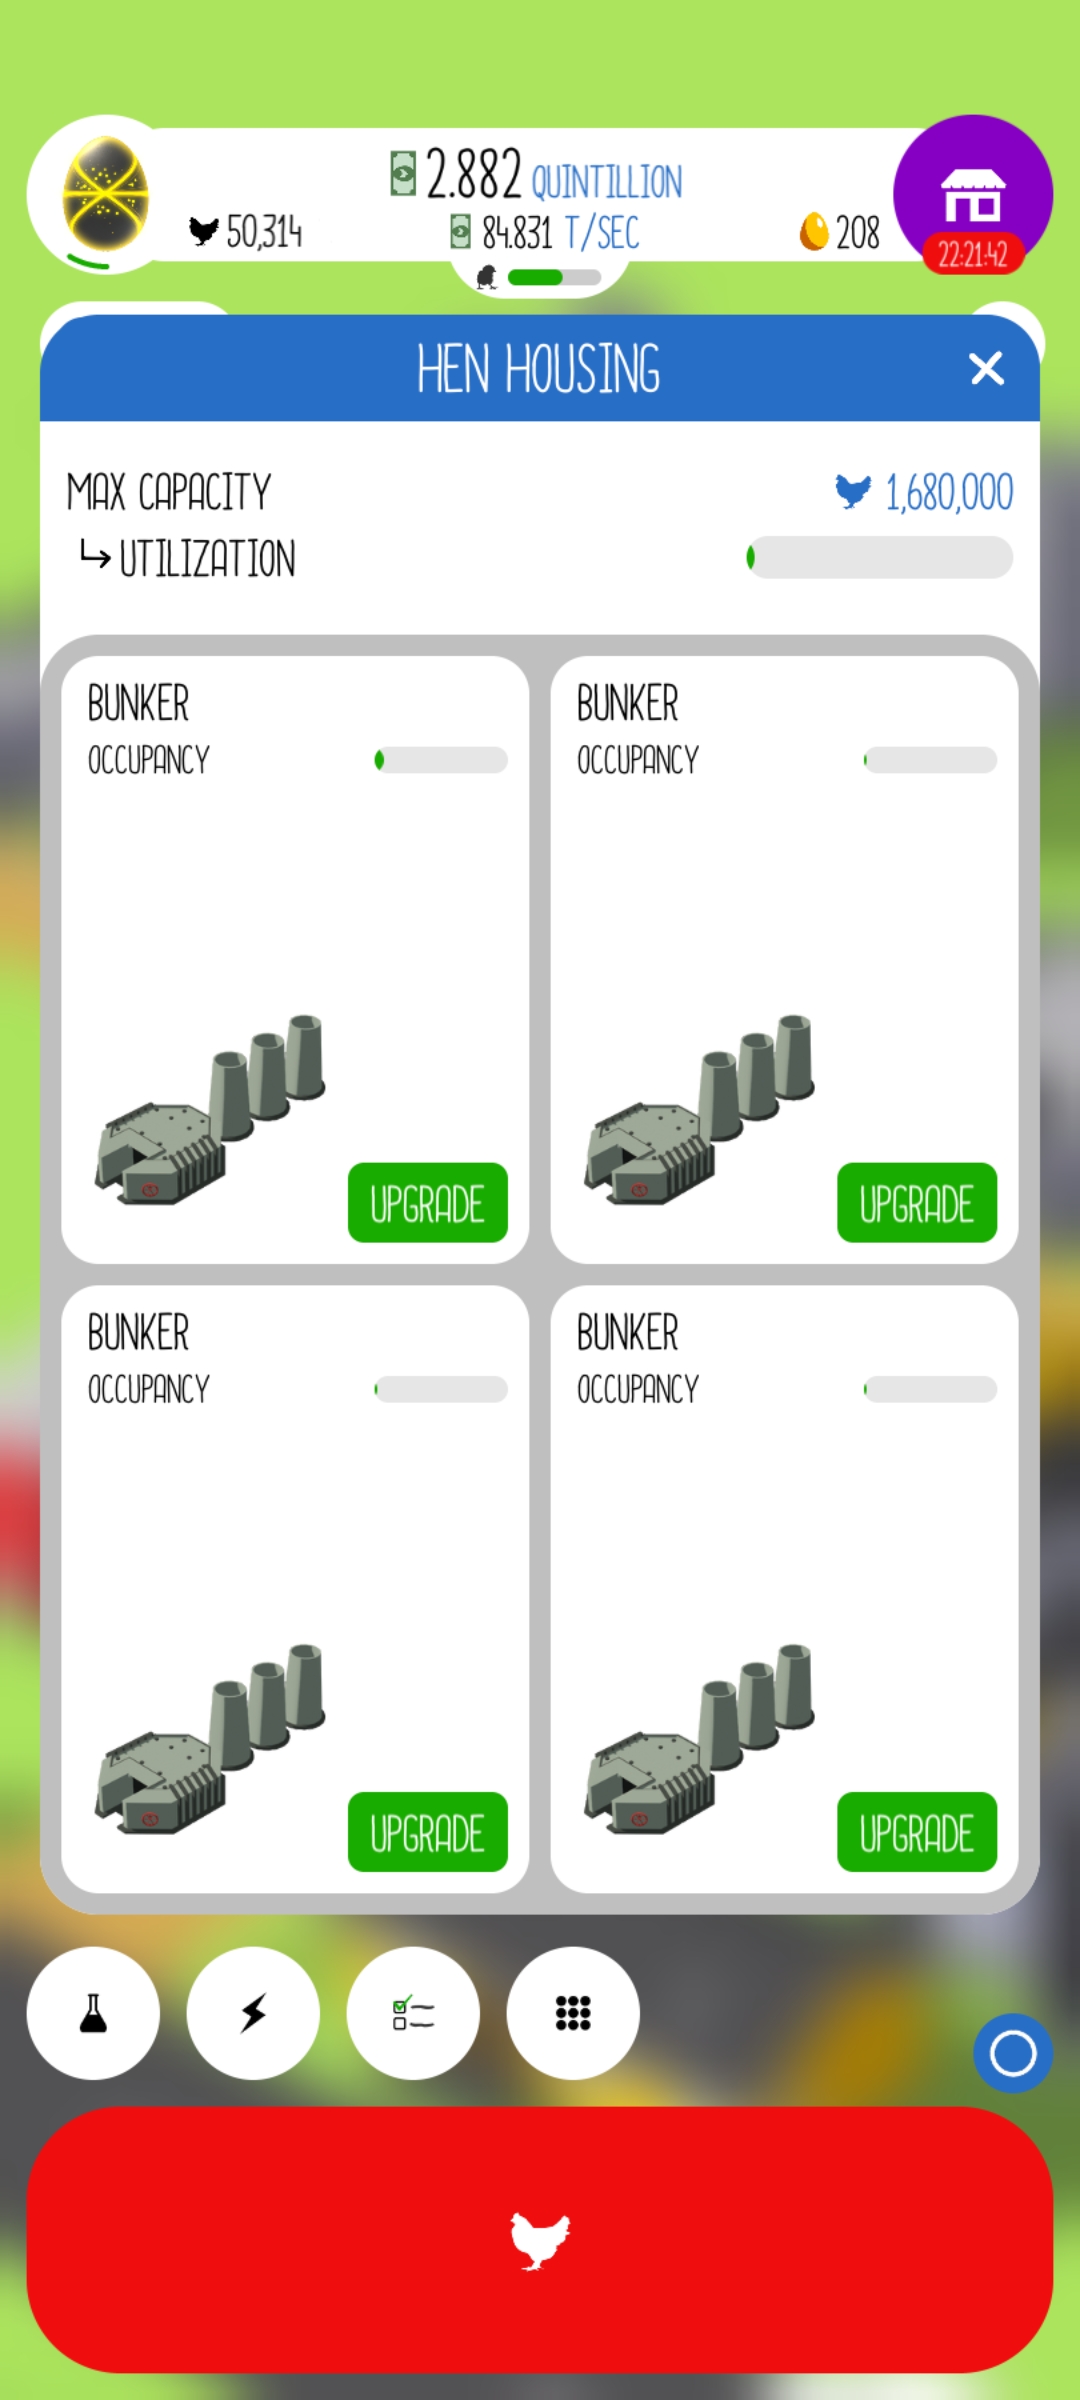 2.882 QUINTILLION
50,314 84.831 T/SEC 208
22:21:42
HEN HOUSING
MAX CAPACITY 1,680,000
UTILIZATION
BUNKER BUNKER
OCCUPANCY OCCUPANCY
UPGRADE UPGRADE
BUNKER BUNKER
OCCUPANCY OCCUPANCY
UPGRADE UPGRADE